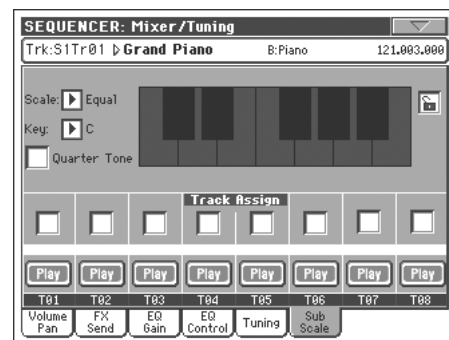 SEQUENCER: Mixer/Tuning
Trk:S1Tr01 Grand Piano B:Piano 121.003.000
Scale: Equal
Key: C
Quarter Tone
Track Assign
Play Play Play Play Play Play Play Play
T01 T02 T03 T04 T05 T06 T07 T08
Volume Pan FX Send EQ Gain EQ Control Tuning Sub Scale